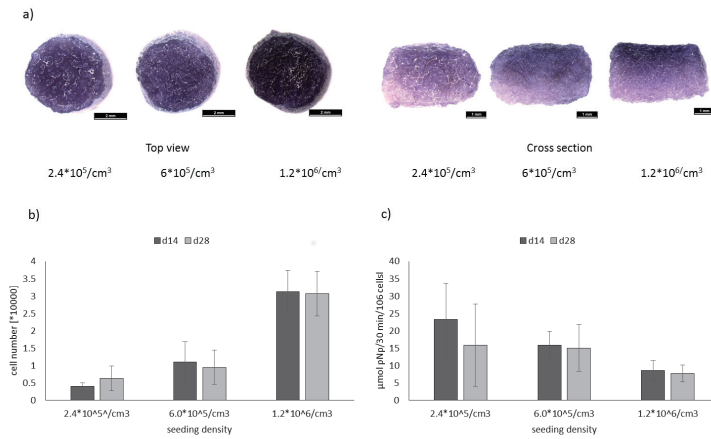 a)
2 mm 2 mm 2 mm 1 mm 1 mm 1 mm
Top view Cross section
2.4*10⁵/cm³ 6*10⁵/cm³ 1.2*10⁶/cm³ 2.4*10⁵/cm³ 6*10⁵/cm³ 1.2*10⁶/cm³
b)
d14 d28
cell number [*10000]
4
3.5
3
2.5
2
1.5
1
0.5
0
2.4*10^5^/cm3 6.0*10^5/cm3 1.2*10^6/cm3
seeding density
c)
d14 d28
µmol pNp/30 min/106 cellsl
40
35
30
25
20
15
10
5
0
2.4*10^5/cm3 6.0*10^5/cm3 1.2*10^6/cm3
seeding density